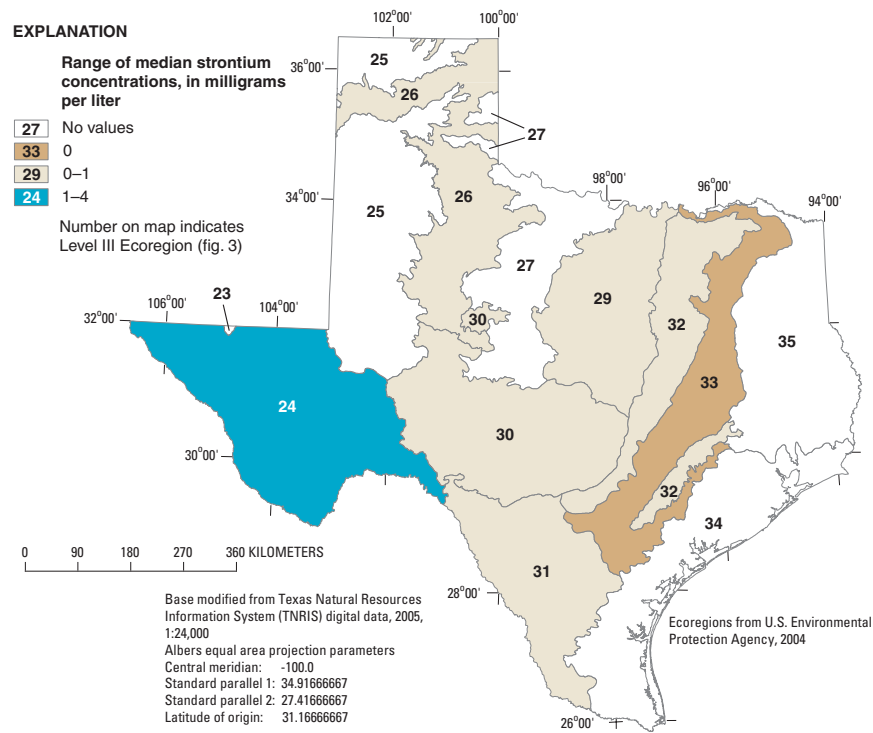 EXPLANATION
Range of median strontium
concentrations, in milligrams
per liter
27 No values
33 0
29 0–1
24 1–4
Number on map indicates
Level III Ecoregion (fig. 3)
102°00'
100°00'
36°00'
25
26
27
98°00'
96°00'
94°00'
34°00'
25
26
27
23
106°00'
104°00'
32°00'
30
29
32
35
33
24
30
30°00'
32
34
31
28°00'
26°00'
0 90 180 270 360 KILOMETERS
Base modified from Texas Natural Resources
Information System (TNRIS) digital data, 2005,
1:24,000
Albers equal area projection parameters
Central meridian: -100.0
Standard parallel 1: 34.91666667
Standard parallel 2: 27.41666667
Latitude of origin: 31.16666667
Ecoregions from U.S. Environmental
Protection Agency, 2004